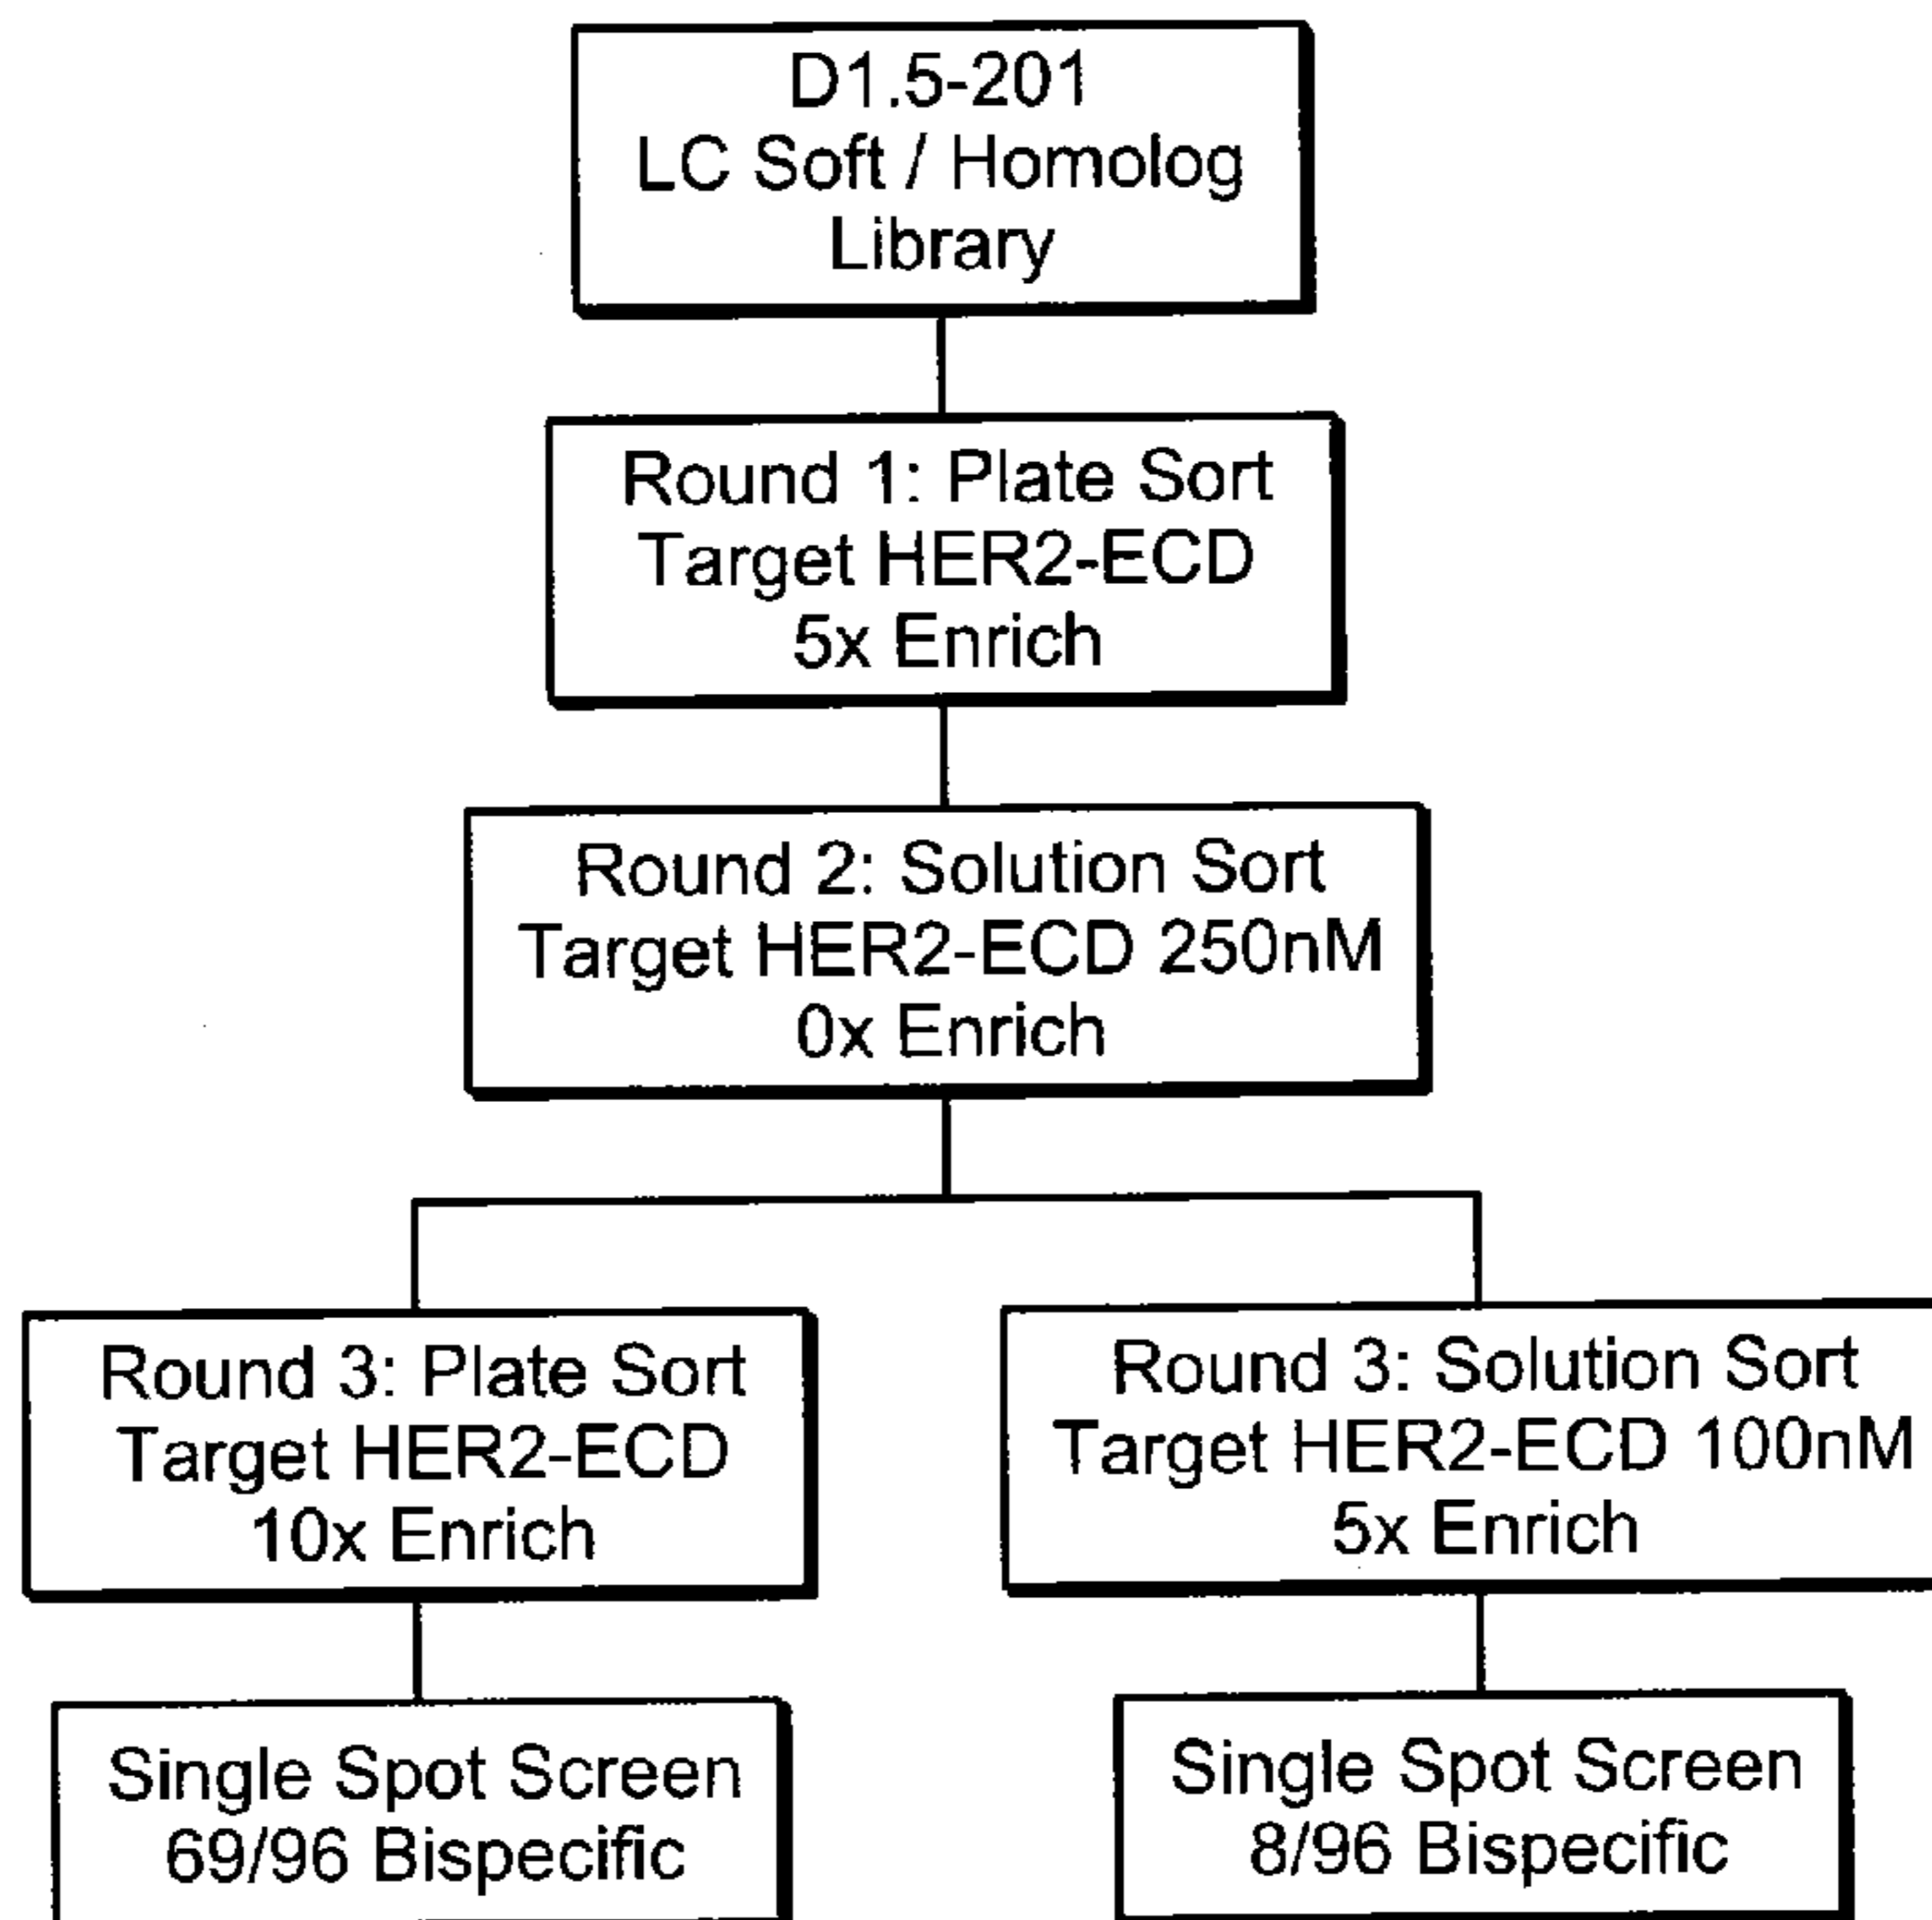 D1.5-201
LC Soft / Homolog
Library
Round 1: Plate Sort
Target HER2-ECD
5x Enrich
Round 2: Solution Sort
Target HER2-ECD 250nM
0x Enrich
Round 3: Plate Sort
Target HER2-ECD
10x Enrich
Round 3: Solution Sort
Target HER2-ECD 100nM
5x Enrich
Single Spot Screen
69/96 Bispecific
Single Spot Screen
8/96 Bispecific